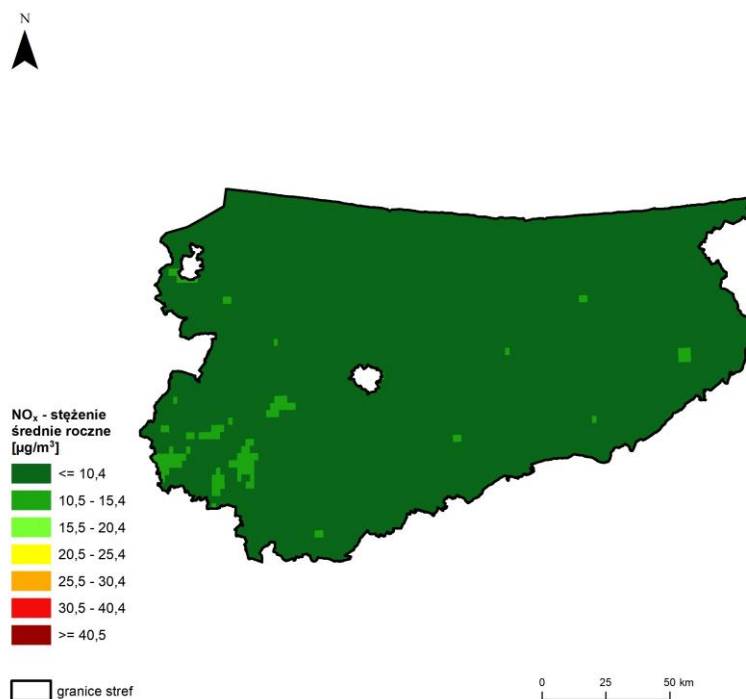 N
NOₓ - stężenie
średnie roczne
[µg/m³]
<= 10,4
10,5 - 15,4
15,5 - 20,4
20,5 - 25,4
25,5 - 30,4
30,5 - 40,4
>= 40,5
granice stref
0 25 50 km